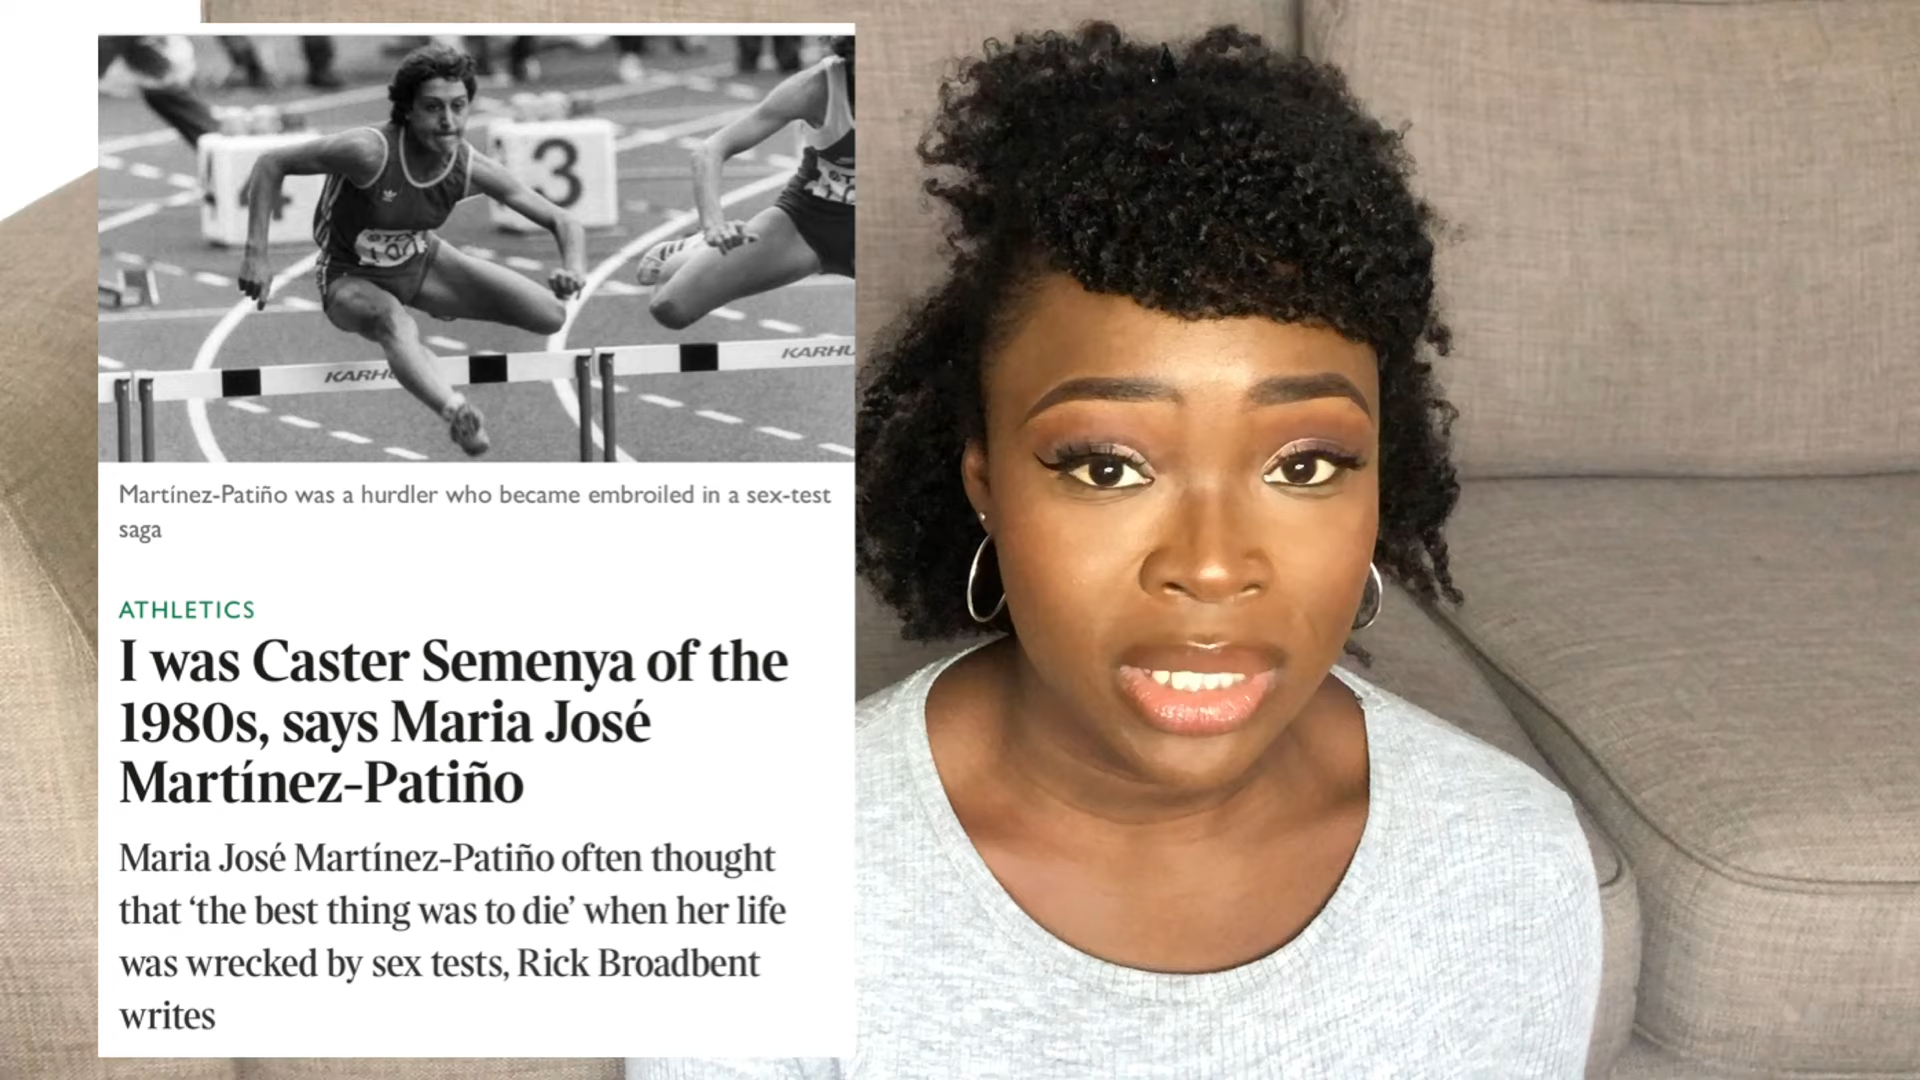 3
4
KARHU
KARHU
Martínez-Patiño was a hurdler who became embroiled in a sex-test
saga
ATHLETICS
I was Caster Semenya of the
1980s, says Maria José
Martínez-Patiño
Maria José Martínez-Patiño often thought
that ‘the best thing was to die’ when her life
was wrecked by sex tests, Rick Broadbent
writes